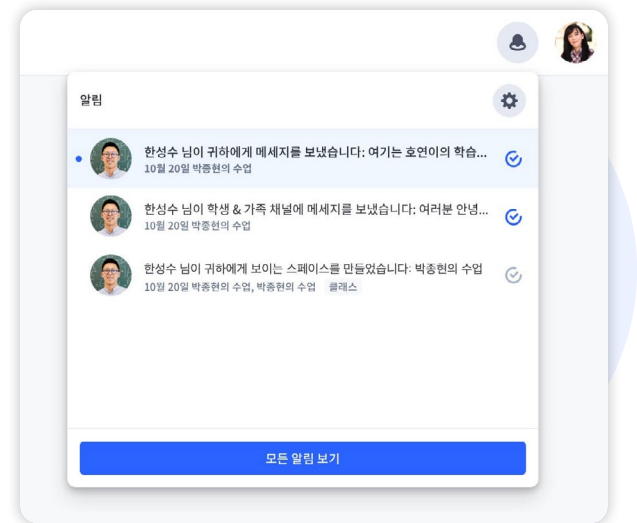 알림
한성수 님이 귀하에게 메세지를 보냈습니다: 여기는 호연이의 학습...
10월 20일 박종현의 수업
한성수 님이 학생 & 가족 채널에 메세지를 보냈습니다: 여러분 안녕...
10월 20일 박종현의 수업
한성수 님이 귀하에게 보이는 스페이스를 만들었습니다: 박종현의 수업
10월 20일 박종현의 수업, 박종현의 수업 클래스
모든 알림 보기